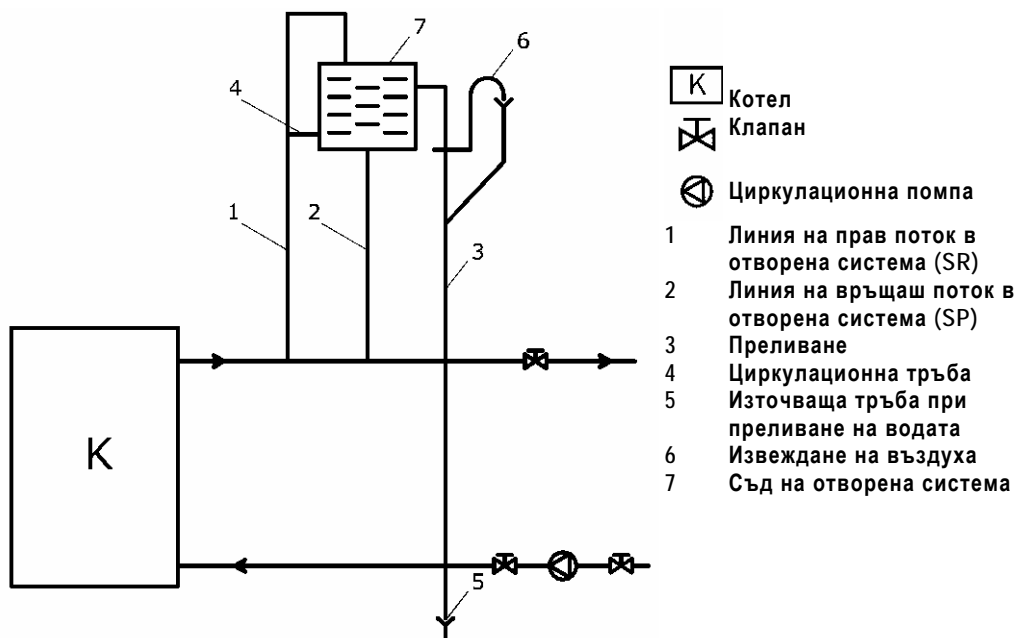 7
6
4
1
2
3
K
5
K Котел
Клапан
Циркулационна помпа
1 Линия на прав поток в
отворена система (SR)
2 Линия на връщаш поток в
отворена система (SP)
3 Преливане
4 Циркулационна тръба
5 Източваща тръба при
преливане на водата
6 Извеждане на въздуха
7 Съд на отворена система